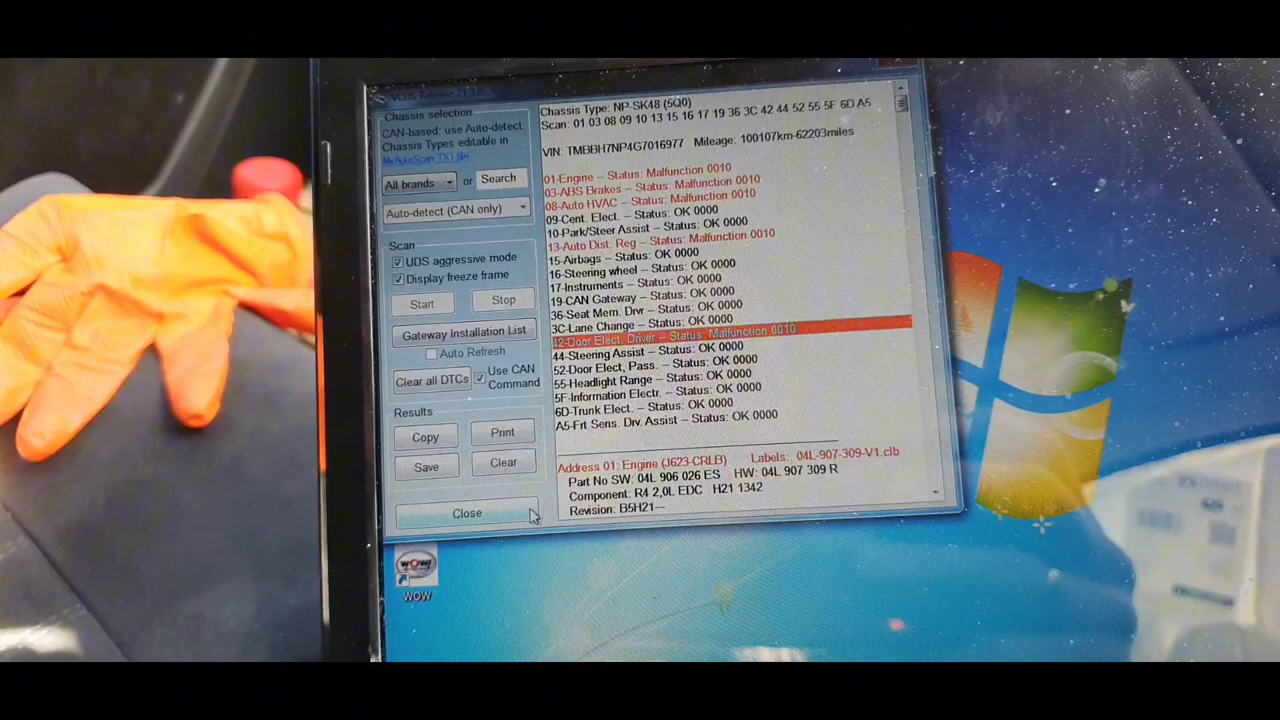 VCDS Release 21.3.0:
Chassis selection
CAN-based: use Auto-detect.
Chassis Types editable in
MyAutoScan.TXT file
All brands
or
Search
Auto-detect (CAN only)
Scan
UDS aggressive mode
Display freeze frame
Start
Stop
Gateway Installation List
Auto Refresh
Clear all DTCs
Use CAN
Command
Results
Copy
Print
Save
Clear
Close
Chassis Type: NP-SK48 (5Q0)
Scan: 01 03 08 09 10 13 15 16 17 19 36 3C 42 44 52 55 5F 6D A5
VIN: TMBBH7NP4G7016977 Mileage: 100107km-62203miles
01-Engine -- Status: Malfunction 0010
03-ABS Brakes -- Status: Malfunction 0010
08-Auto HVAC -- Status: Malfunction 0010
09-Cent. Elect. -- Status: OK 0000
10-Park/Steer Assist -- Status: OK 0000
13-Auto Dist. Reg -- Status: Malfunction 0010
15-Airbags -- Status: OK 0000
16-Steering wheel -- Status: OK 0000
17-Instruments -- Status: OK 0000
19-CAN Gateway -- Status: OK 0000
36-Seat Mem. Drvr -- Status: OK 0000
3C-Lane Change -- Status: OK 0000
42-Door Elect, Driver -- Status: Malfunction 0010
44-Steering Assist -- Status: OK 0000
52-Door Elect, Pass. -- Status: OK 0000
55-Headlight Range -- Status: OK 0000
5F-Information Electr. -- Status: OK 0000
6D-Trunk Elect. -- Status: OK 0000
A5-Frt Sens. Drv. Assist -- Status: OK 0000
Address 01: Engine (J623-CRLB) Labels:. 04L-907-309-V1.clb
Part No SW: 04L 906 026 ES HW: 04L 907 309 R
Component: R4 2,0L EDC H21 1342
Revision: B5H21---
WOW!
WOW